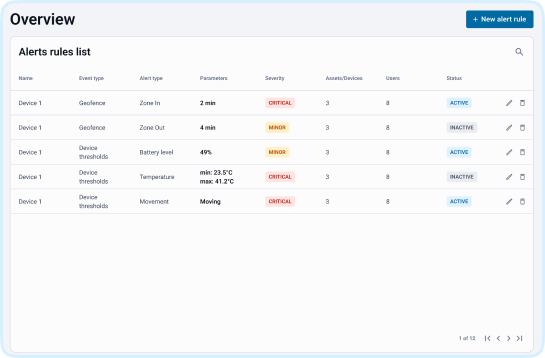 Overview
+ New alert rule
Alerts rules list
Name Event type Alert type Parameters Severity Assets/Devices Users Status
Device 1 Geofence Zone In 2 min CRITICAL 3 8 ACTIVE
Device 1 Geofence Zone Out 4 min MINOR 3 8 INACTIVE
Device 1 Device thresholds Battery level 49% MINOR 3 8 ACTIVE
Device 1 Device thresholds Temperature min: 23.5°C max: 41.2°C CRITICAL 3 8 INACTIVE
Device 1 Device thresholds Movement Moving CRITICAL 3 8 ACTIVE
1 of 12